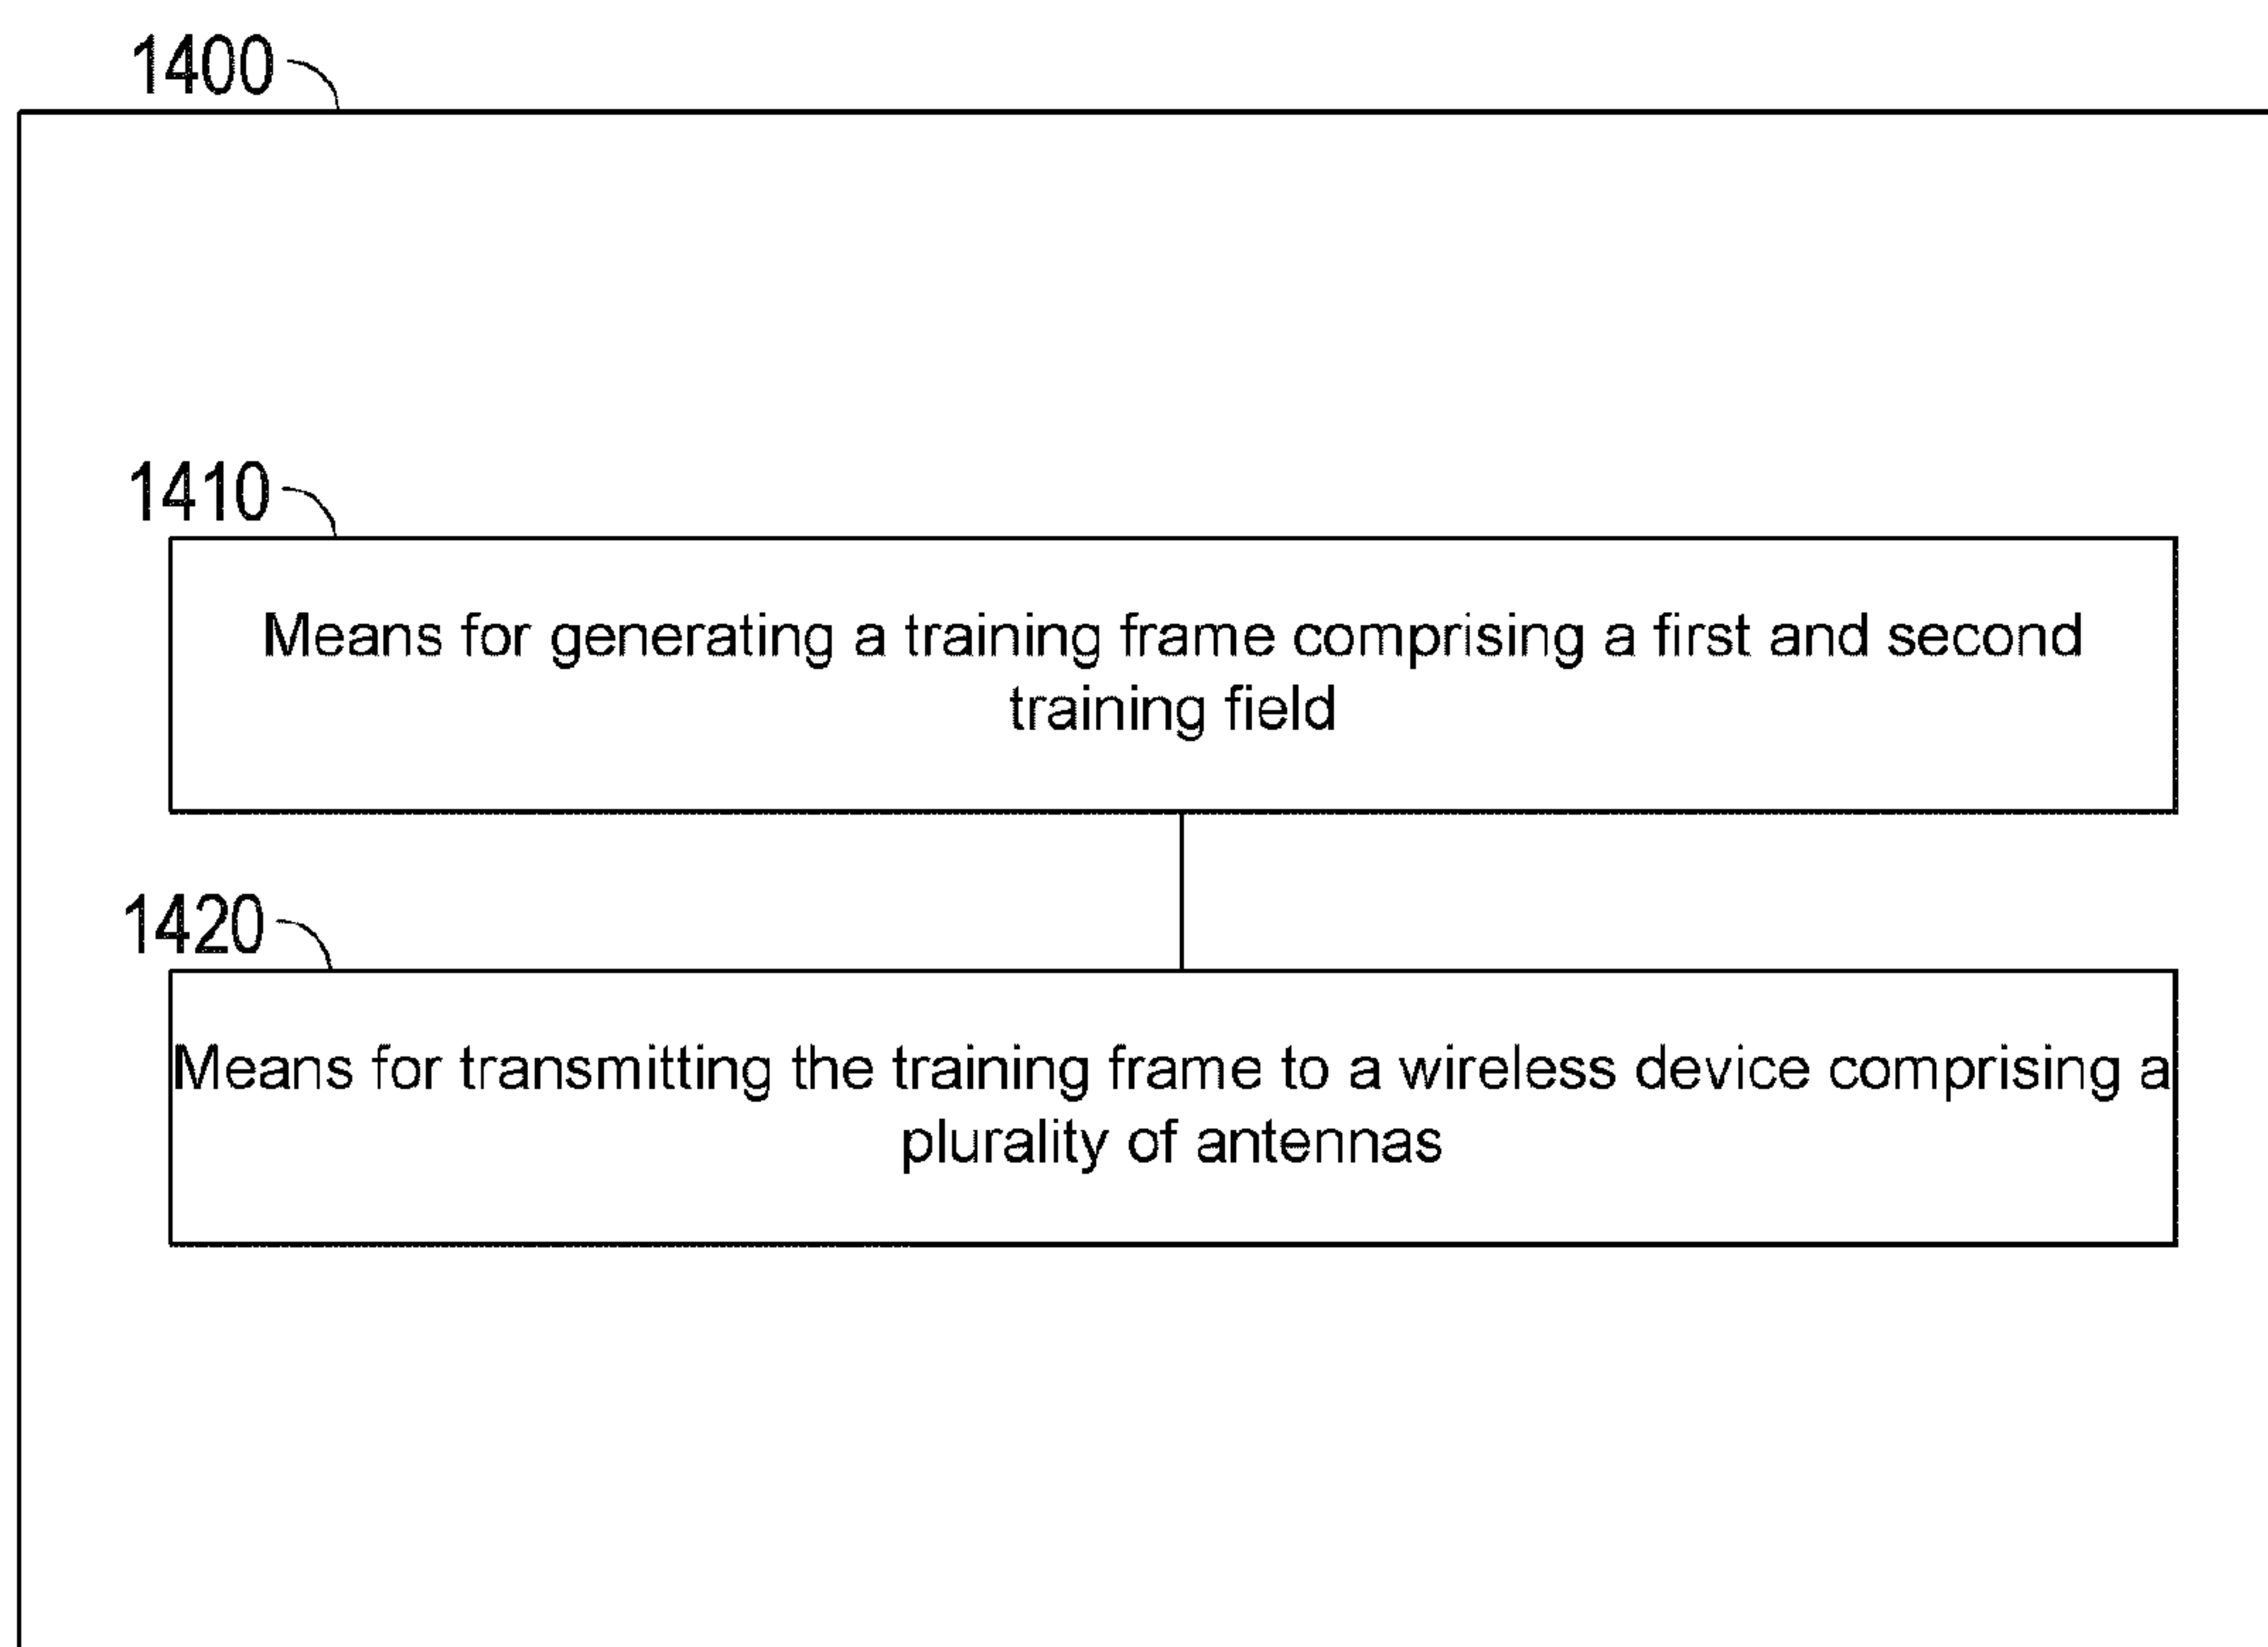 1400
1410
Means for generating a training frame comprising a first and second
training field
1420
Means for transmitting the training frame to a wireless device comprising a
plurality of antennas